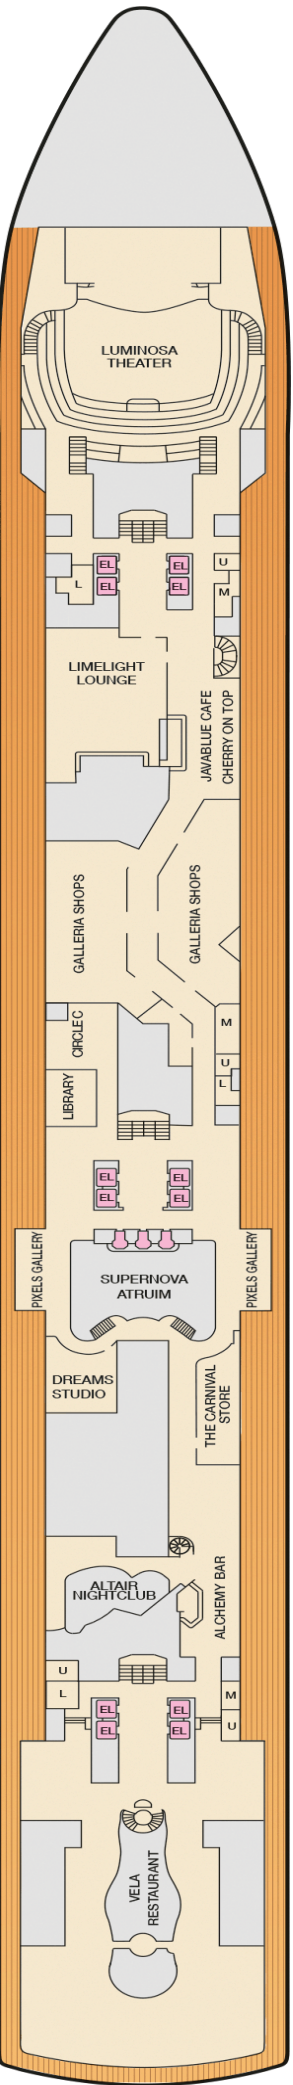 LUMINOSA
THEATER
EL
EL
EL
EL
L
U
M
LIMELIGHT
LOUNGE
JAVABLUE CAFE
CHERRY ON TOP
GALLERIA SHOPS
GALLERIA SHOPS
CIRCLE C
LIBRARY
M
U
L
EL
EL
EL
EL
PIXELS GALLERY
SUPERNOVA
ATRUIM
PIXELS GALLERY
DREAMS
STUDIO
THE CARNIVAL
STORE
ALTAIR
NIGHTCLUB
ALCHEMY BAR
U
L
EL
EL
EL
EL
M
U
VELA
RESTAURANT